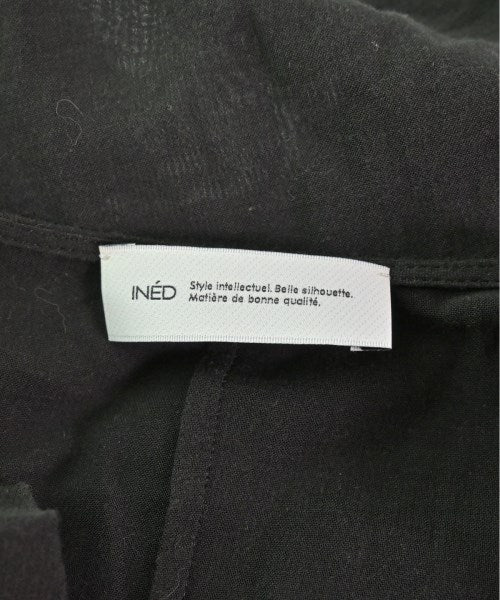 INÉD
Style intellectuel. Belle silhouette.
Matière de bonne qualité.